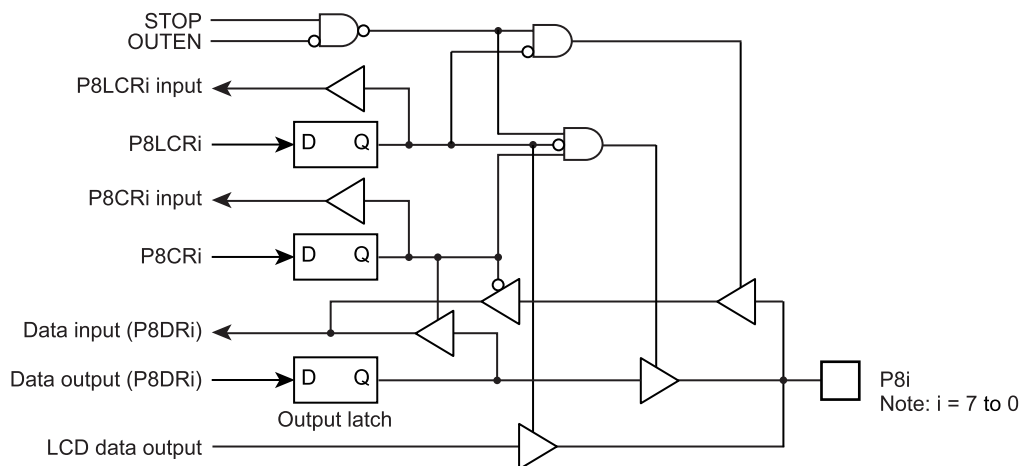 STOP
OUTEN
P8LCRi input
P8LCRi
D Q
P8CRi input
P8CRi
D Q
Data input (P8DRi)
Data output (P8DRi)
D Q
Output latch
P8i
Note: i = 7 to 0
LCD data output